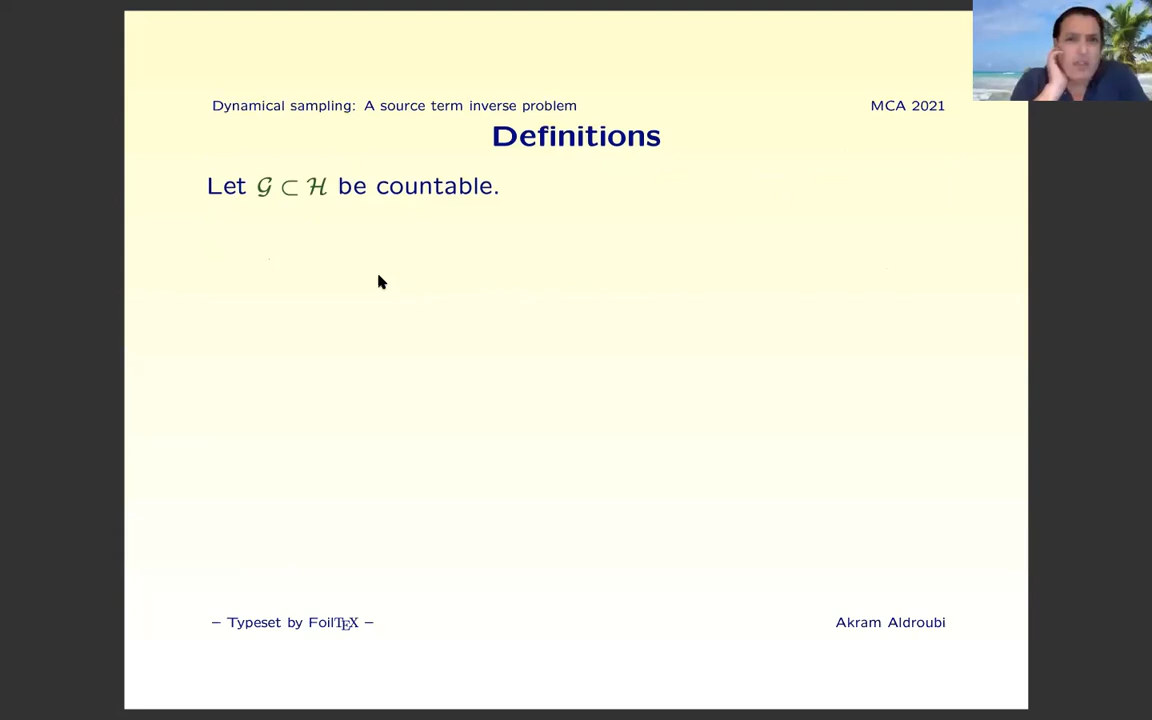 Dynamical sampling: A source term inverse problem MCA 2021
Definitions
Let 𝒢 ⊂ ℋ be countable.
– Typeset by FoilTEX – Akram Aldroubi